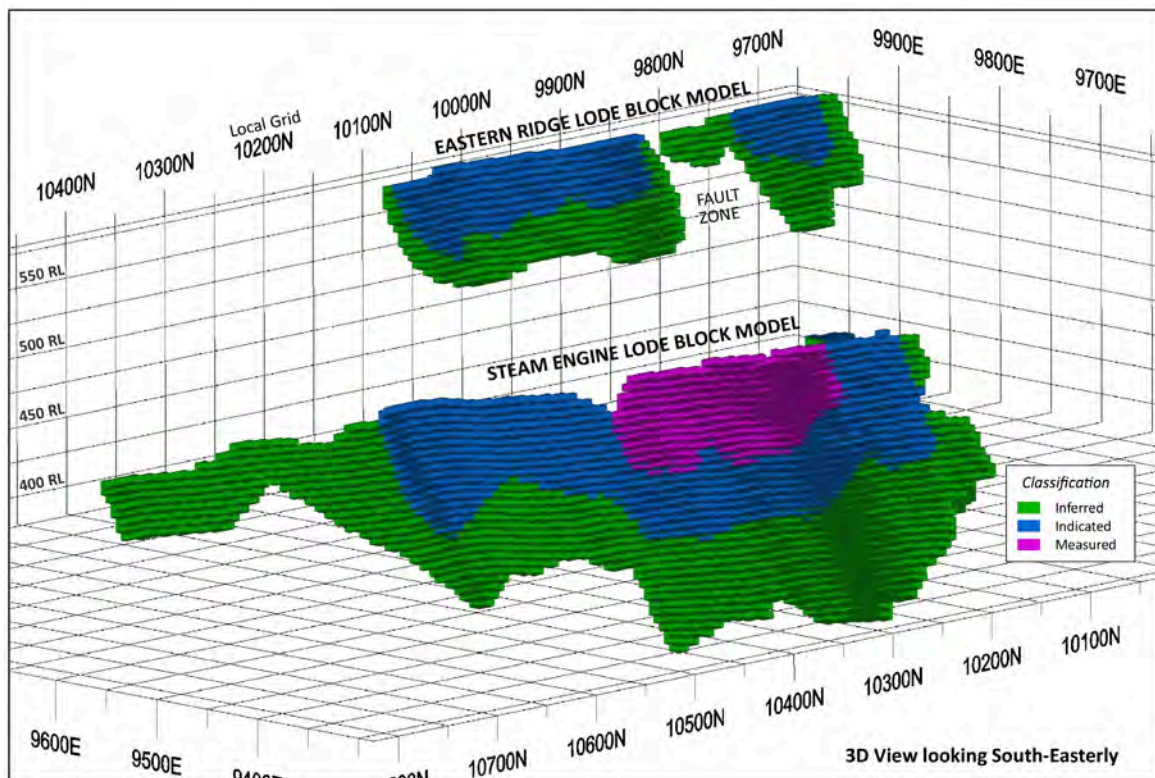 9900E
9800E
9700E
9700N
9800N
9900N
10000N
10100N
Local Grid
10200N
10300N
10400N
EASTERN RIDGE LODE BLOCK MODEL
FAULT
ZONE
550 RL
500 RL
450 RL
400 RL
STEAM ENGINE LODE BLOCK MODEL
Classification
Inferred
Indicated
Measured
10100N
10200N
10300N
10400N
10500N
10600N
10700N
9600E
9500E
3D View looking South-Easterly